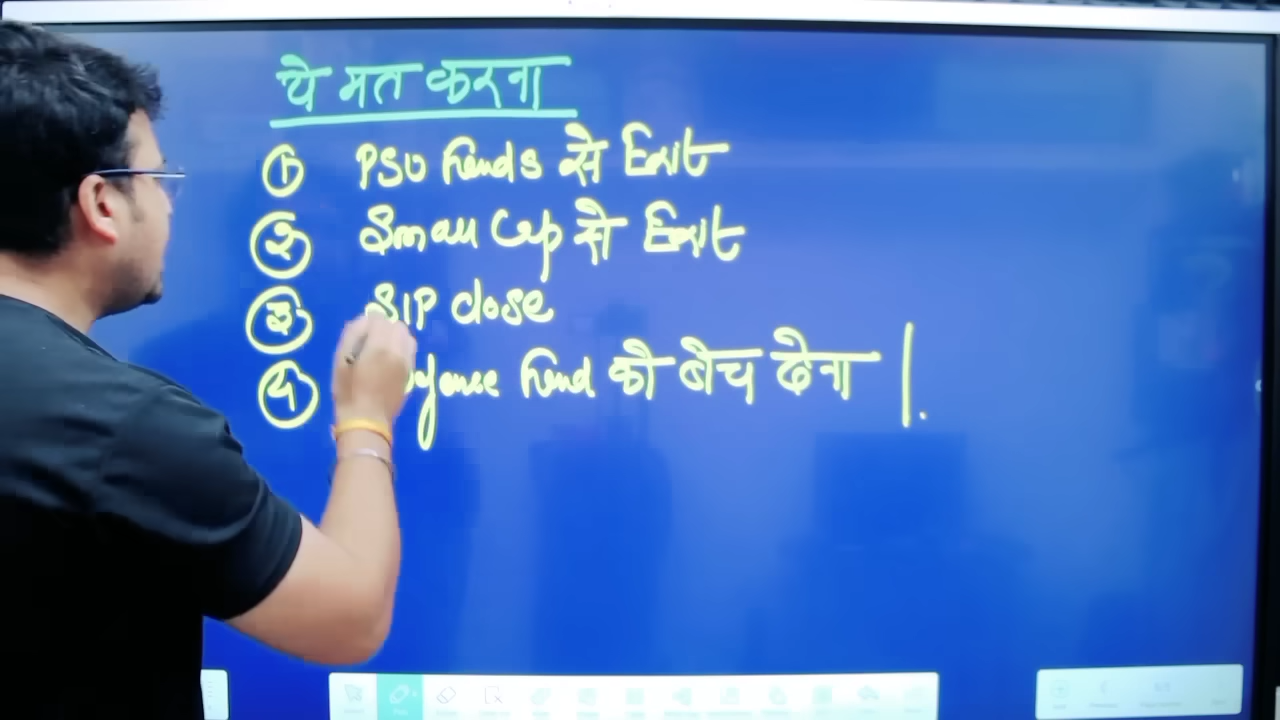 ये मत करना
① PSU Funds से Exit
② Small Cap से Exit
③ SIP close
④ Fund को बेच देना |.